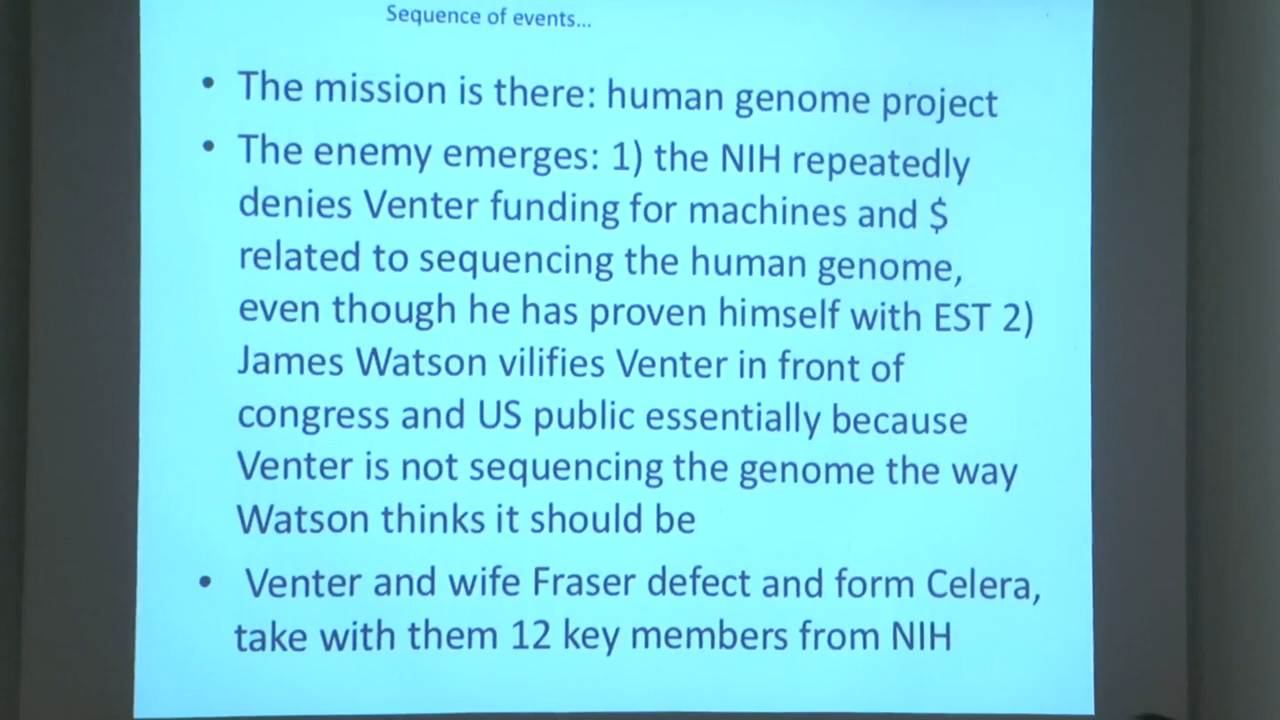 Sequence of events...
• The mission is there: human genome project
• The enemy emerges: 1) the NIH repeatedly
denies Venter funding for machines and $
related to sequencing the human genome,
even though he has proven himself with EST 2)
James Watson vilifies Venter in front of
congress and US public essentially because
Venter is not sequencing the genome the way
Watson thinks it should be
• Venter and wife Fraser defect and form Celera,
take with them 12 key members from NIH